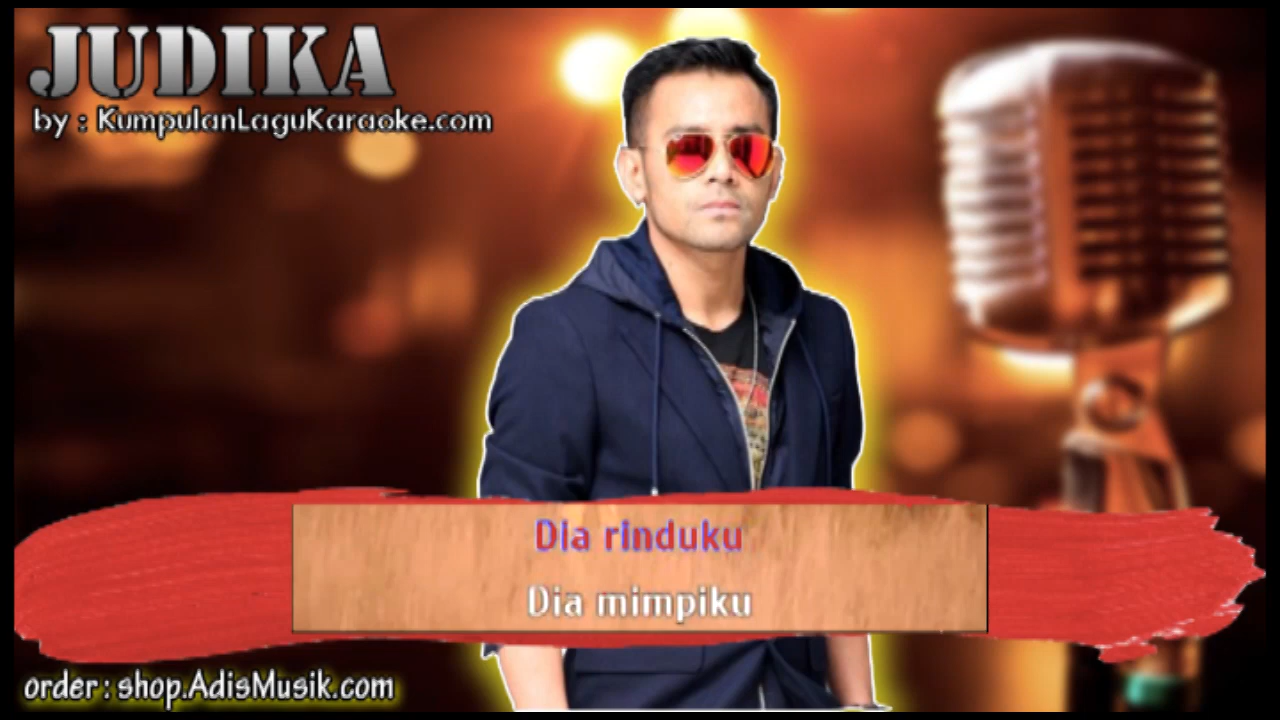 JUDIKA
by : KumpulanLaguKaraoke.com
Dia rinduku
Dia mimpiku
order : shop.AdisMusik.com